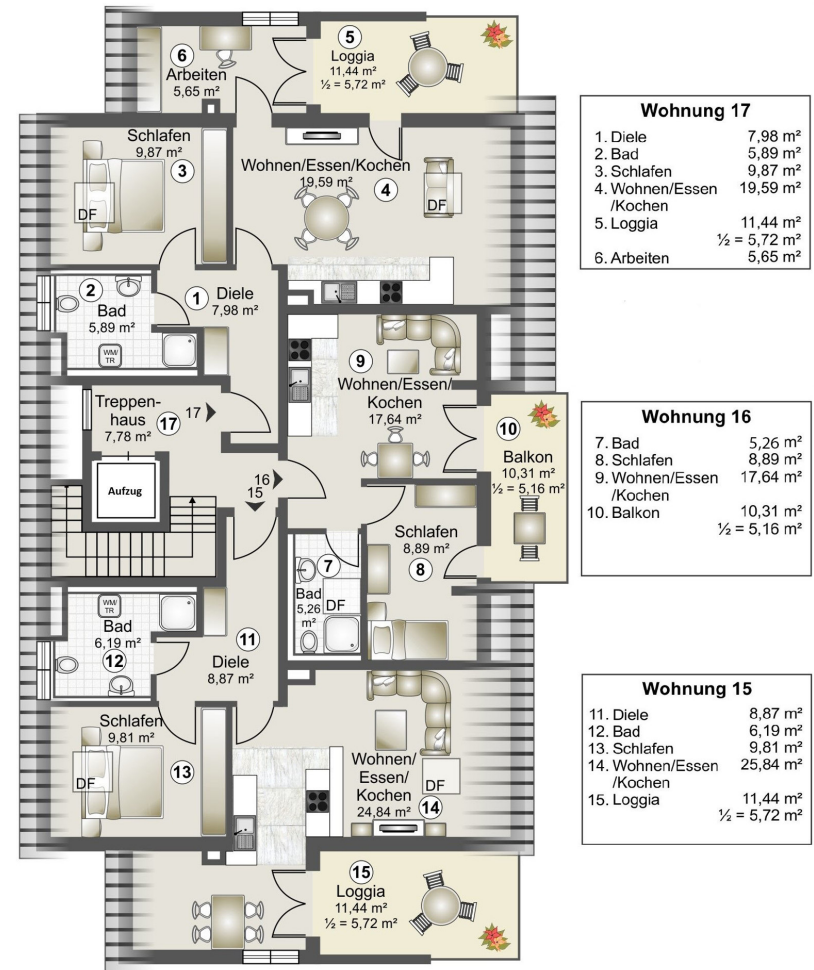 6
Arbeiten
5,65 m²
5
Loggia
11,44 m²
½ = 5,72 m²
Schlafen
9,87 m²
3
DF
Wohnen/Essen/Kochen
19,59 m²
4
DF
2
Bad
5,89 m²
WM/
TR
1
Diele
7,98 m²
9
Wohnen/Essen/
Kochen
17,64 m²
Treppen-
haus
7,78 m²
17
17
Aufzug
16
15
10
Balkon
10,31 m²
½ = 5,16 m²
Schlafen
8,89 m²
8
7
Bad
5,26
m²
DF
WM/
TR
Bad
6,19 m²
12
11
Diele
8,87 m²
Schlafen
9,81 m²
DF
13
Wohnen/
Essen/
Kochen
24,84 m²
14
DF
15
Loggia
11,44 m²
½ = 5,72 m²
Wohnung 17
1. Diele 7,98 m²
2. Bad 5,89 m²
3. Schlafen 9,87 m²
4. Wohnen/Essen 19,59 m²
/Kochen
5. Loggia 11,44 m²
½ = 5,72 m²
6. Arbeiten 5,65 m²
Wohnung 16
7. Bad 5,26 m²
8. Schlafen 8,89 m²
9. Wohnen/Essen 17,64 m²
/Kochen
10. Balkon 10,31 m²
½ = 5,16 m²
Wohnung 15
11. Diele 8,87 m²
12. Bad 6,19 m²
13. Schlafen 9,81 m²
14. Wohnen/Essen 25,84 m²
/Kochen
15. Loggia 11,44 m²
½ = 5,72 m²